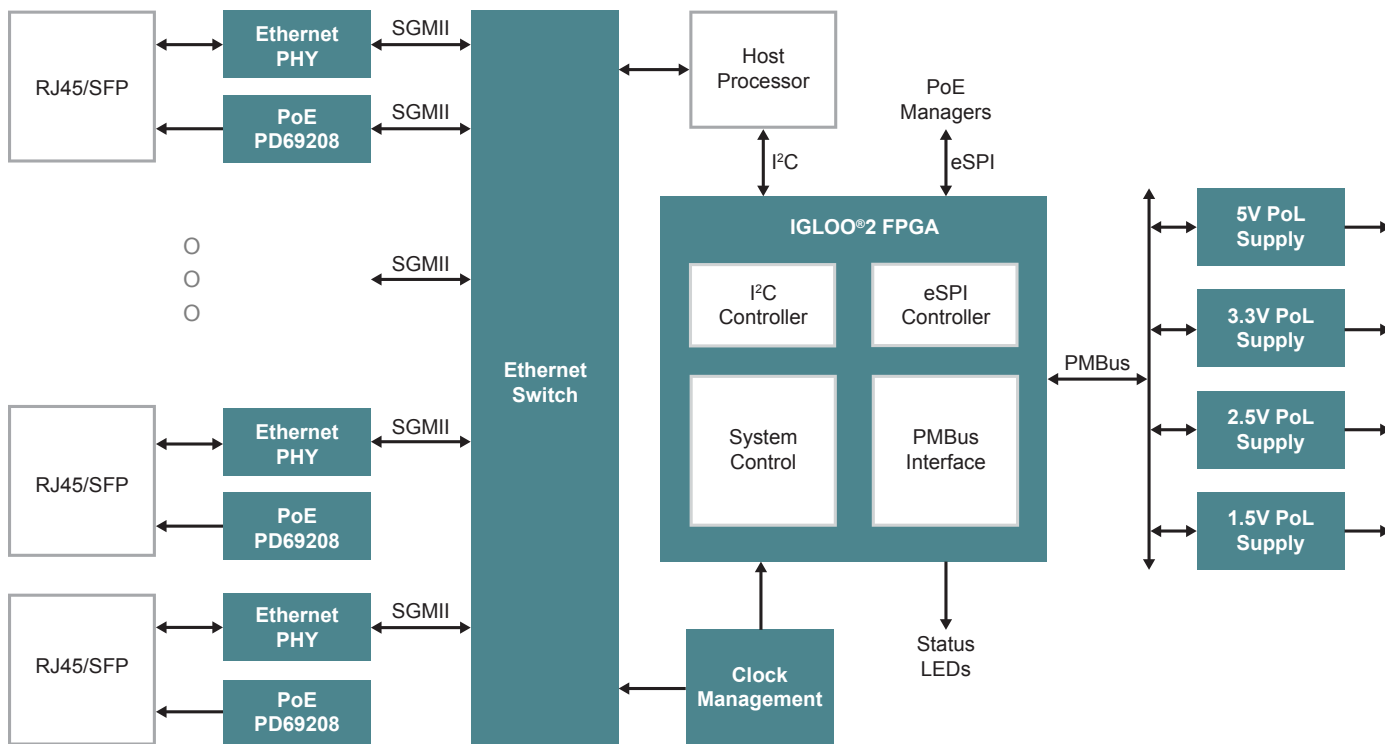 RJ45/SFP
Ethernet
PHY
SGMII
PoE
PD69208
SGMII
O
O
O
SGMII
RJ45/SFP
Ethernet
PHY
SGMII
PoE
PD69208
RJ45/SFP
Ethernet
PHY
SGMII
PoE
PD69208
Ethernet
Switch
Host
Processor
I²C
PoE
Managers
eSPI
IGLOO®2 FPGA
I²C
Controller
eSPI
Controller
System
Control
PMBus
Interface
Clock
Management
Status
LEDs
PMBus
5V PoL
Supply
3.3V PoL
Supply
2.5V PoL
Supply
1.5V PoL
Supply